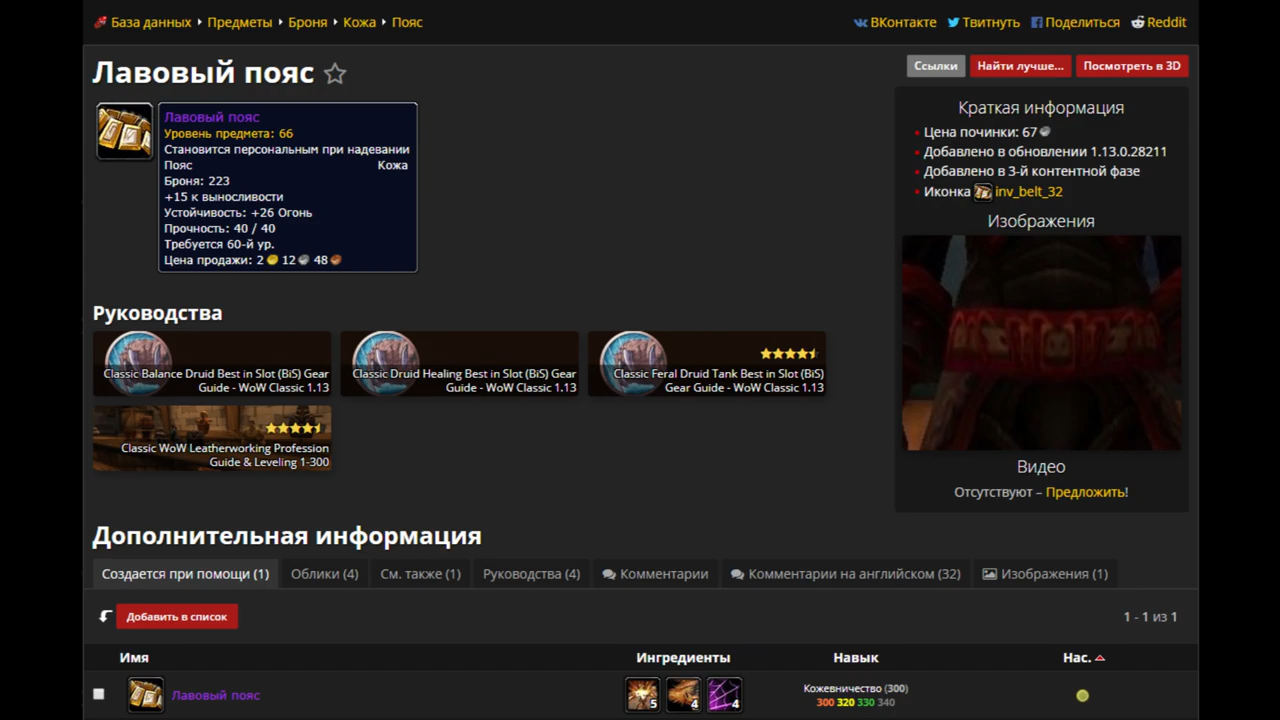 База данных Предметы Броня Кожа Пояс
ВКонтакте Твитнуть Поделиться Reddit
Лавовый пояс
Ссылки Найти лучше... Посмотреть в 3D
Лавовый пояс
Уровень предмета: 66
Становится персональным при надевании
Пояс Кожа
Броня: 223
+15 к выносливости
Устойчивость: +26 Огонь
Прочность: 40 / 40
Требуется 60-й ур.
Цена продажи: 2 12 48
Краткая информация
Цена починки: 67
Добавлено в обновлении 1.13.0.28211
Добавлено в 3-й контентной фазе
Иконка inv_belt_32
Изображения
Видео
Отсутствуют – Предложить!
Руководства
Classic Balance Druid Best in Slot (BiS) Gear
Guide - WoW Classic 1.13
Classic Druid Healing Best in Slot (BiS) Gear
Guide - WoW Classic 1.13
Classic Feral Druid Tank Best in Slot (BiS)
Gear Guide - WoW Classic 1.13
Classic WoW Leatherworking Profession
Guide & Leveling 1-300
Дополнительная информация
Создается при помощи (1) Облики (4) См. также (1) Руководства (4) Комментарии Комментарии на английском (32) Изображения (1)
Добавить в список
1 - 1 из 1
Имя Ингредиенты Навык Нас.
Лавовый пояс 5 4 4 Кожевничество (300)
300 320 330 340